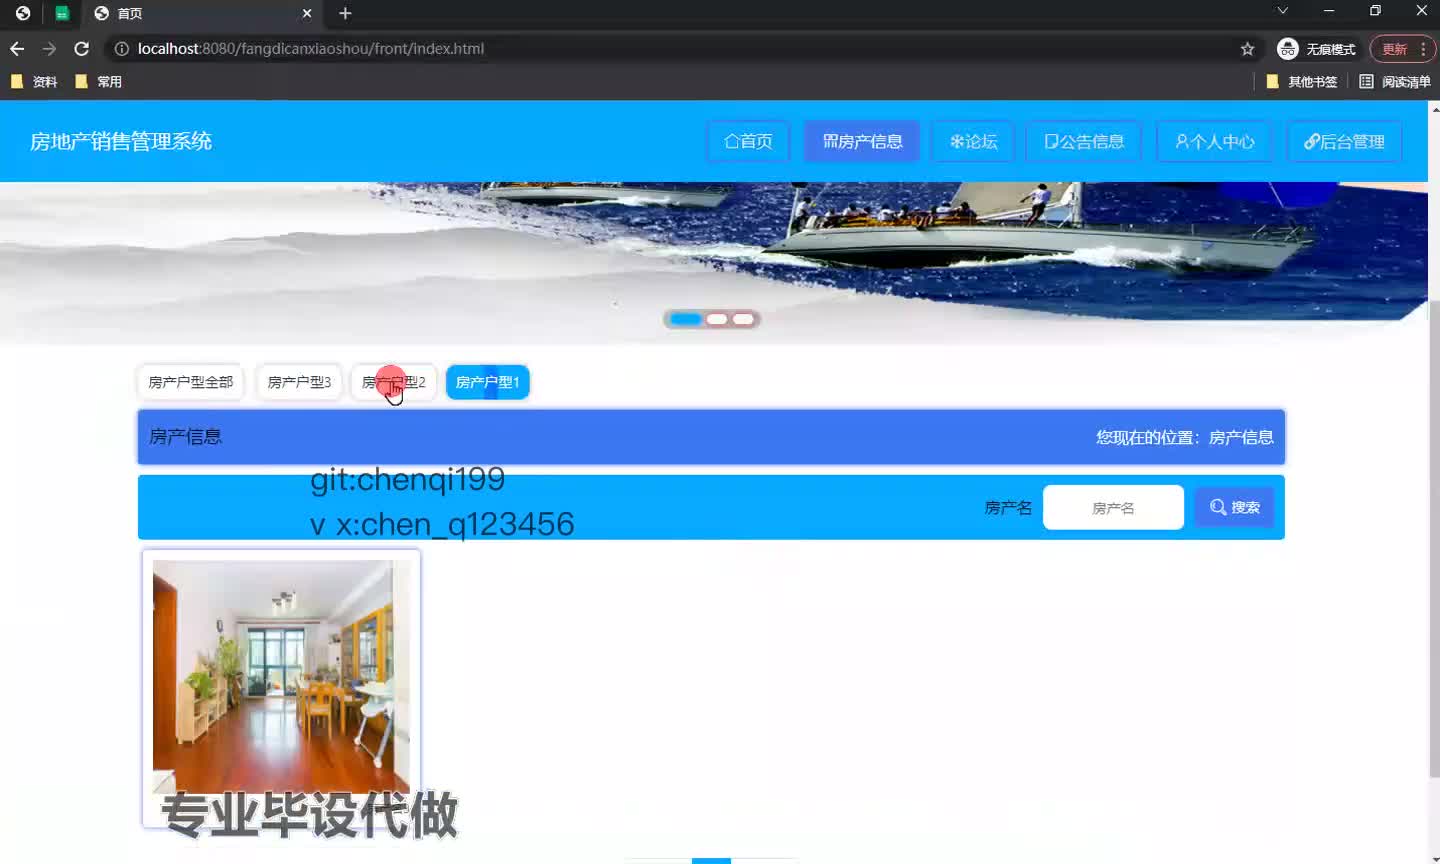 首页
localhost:8080/fangdicanxiaoshou/front/index.html
无痕模式
更新
资料
常用
其他书签
阅读清单
房地产销售管理系统
首页
房产信息
论坛
公告信息
个人中心
后台管理
房产户型全部
房产户型3
房产户型2
房产户型1
房产信息
您现在的位置：房产信息
git:chenqi199
v x:chen_q123456
房产名
房产名
搜索
专业毕设代做